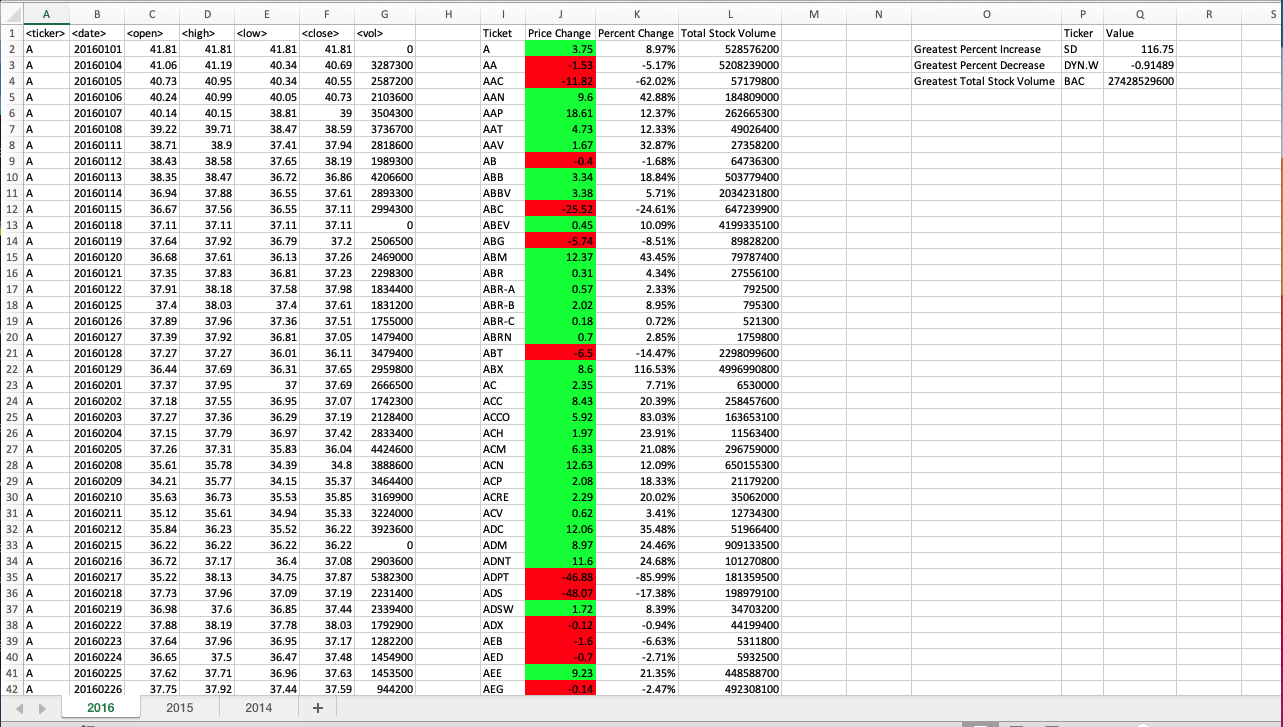 A B C D E F G H I J K L M N O P Q R S
1 <ticker> <date> <open> <high> <low> <close> <vol> Ticket Price Change Percent Change Total Stock Volume Ticker Value
2 A 20160101 41.81 41.81 41.81 41.81 0 A 3.75 8.97% 528576200 Greatest Percent Increase SD 116.75
3 A 20160104 41.06 41.19 40.34 40.69 3287300 AA -1.53 -5.17% 5208239000 Greatest Percent Decrease DYN.W -0.91489
4 A 20160105 40.73 40.95 40.34 40.55 2587200 AAC -11.82 -62.02% 57179800 Greatest Total Stock Volume BAC 27428529600
5 A 20160106 40.24 40.99 40.05 40.73 2103600 AAN 9.6 42.88% 184809000
6 A 20160107 40.14 40.15 38.81 39 3504300 AAP 18.61 12.37% 262665300
7 A 20160108 39.22 39.71 38.47 38.59 3736700 AAT 4.73 12.33% 49026400
8 A 20160111 38.71 38.9 37.41 37.94 2818600 AAV 1.67 32.87% 27358200
9 A 20160112 38.43 38.58 37.65 38.19 1989300 AB -0.4 -1.68% 64736300
10 A 20160113 38.35 38.47 36.72 36.86 4206600 ABB 3.34 18.84% 503779400
11 A 20160114 36.94 37.88 36.55 37.61 2893300 ABBV 3.38 5.71% 2034231800
12 A 20160115 36.67 37.56 36.55 37.11 2994300 ABC -25.52 -24.61% 647239900
13 A 20160118 37.11 37.11 37.11 37.11 0 ABEV 0.45 10.09% 4199335100
14 A 20160119 37.64 37.92 36.79 37.2 2506500 ABG -5.74 -8.51% 89828200
15 A 20160120 36.68 37.61 36.13 37.26 2469000 ABM 12.37 43.45% 79787400
16 A 20160121 37.35 37.83 36.81 37.23 2298300 ABR 0.31 4.34% 27556100
17 A 20160122 37.91 38.18 37.58 37.98 1834400 ABR-A 0.57 2.33% 792500
18 A 20160125 37.4 38.03 37.4 37.61 1831200 ABR-B 2.02 8.95% 795300
19 A 20160126 37.89 37.96 37.36 37.51 1755000 ABR-C 0.18 0.72% 521300
20 A 20160127 37.39 37.92 36.81 37.05 1479400 ABRN 0.7 2.85% 1759800
21 A 20160128 37.27 37.27 36.01 36.11 3479400 ABT -6.5 -14.47% 2298099600
22 A 20160129 36.44 37.69 36.31 37.65 2959800 ABX 8.6 116.53% 4996990800
23 A 20160201 37.37 37.95 37 37.69 2666500 AC 2.35 7.71% 6530000
24 A 20160202 37.18 37.55 36.95 37.07 1742300 ACC 8.43 20.39% 258457600
25 A 20160203 37.27 37.36 36.29 37.19 2128400 ACCO 5.92 83.03% 163653100
26 A 20160204 37.15 37.79 36.97 37.42 2833400 ACH 1.97 23.91% 11563400
27 A 20160205 37.26 37.31 35.83 36.04 4424600 ACM 6.33 21.08% 296759000
28 A 20160208 35.61 35.78 34.39 34.8 3888600 ACN 12.63 12.09% 650155300
29 A 20160209 34.21 35.77 34.15 35.37 3464400 ACP 2.08 18.33% 21179200
30 A 20160210 35.63 36.73 35.53 35.85 3169900 ACRE 2.29 20.02% 35062000
31 A 20160211 35.12 35.61 34.94 35.33 3224000 ACV 0.62 3.41% 12734300
32 A 20160212 35.84 36.23 35.52 36.22 3923600 ADC 12.06 35.48% 51966400
33 A 20160215 36.22 36.22 36.22 36.22 0 ADM 8.97 24.46% 909133500
34 A 20160216 36.72 37.17 36.4 37.08 2903600 ADNT 11.6 24.68% 101270800
35 A 20160217 35.22 38.13 34.75 37.87 5382300 ADPT -46.88 -85.99% 181359500
36 A 20160218 37.73 37.96 37.09 37.19 2231400 ADS -48.07 -17.38% 198979100
37 A 20160219 36.98 37.6 36.85 37.44 2339400 ADSW 1.72 8.39% 34703200
38 A 20160222 37.88 38.19 37.78 38.03 1792900 ADX -0.12 -0.94% 44199400
39 A 20160223 37.64 37.96 36.95 37.17 1282200 AEB -1.6 -6.63% 5311800
40 A 20160224 36.65 37.5 36.47 37.48 1454900 AED -0.7 -2.71% 5932500
41 A 20160225 37.62 37.71 36.96 37.63 1453500 AEE 9.23 21.35% 448588700
42 A 20160226 37.75 37.92 37.44 37.59 944200 AEG -0.14 -2.47% 492308100
2016 2015 2014 +